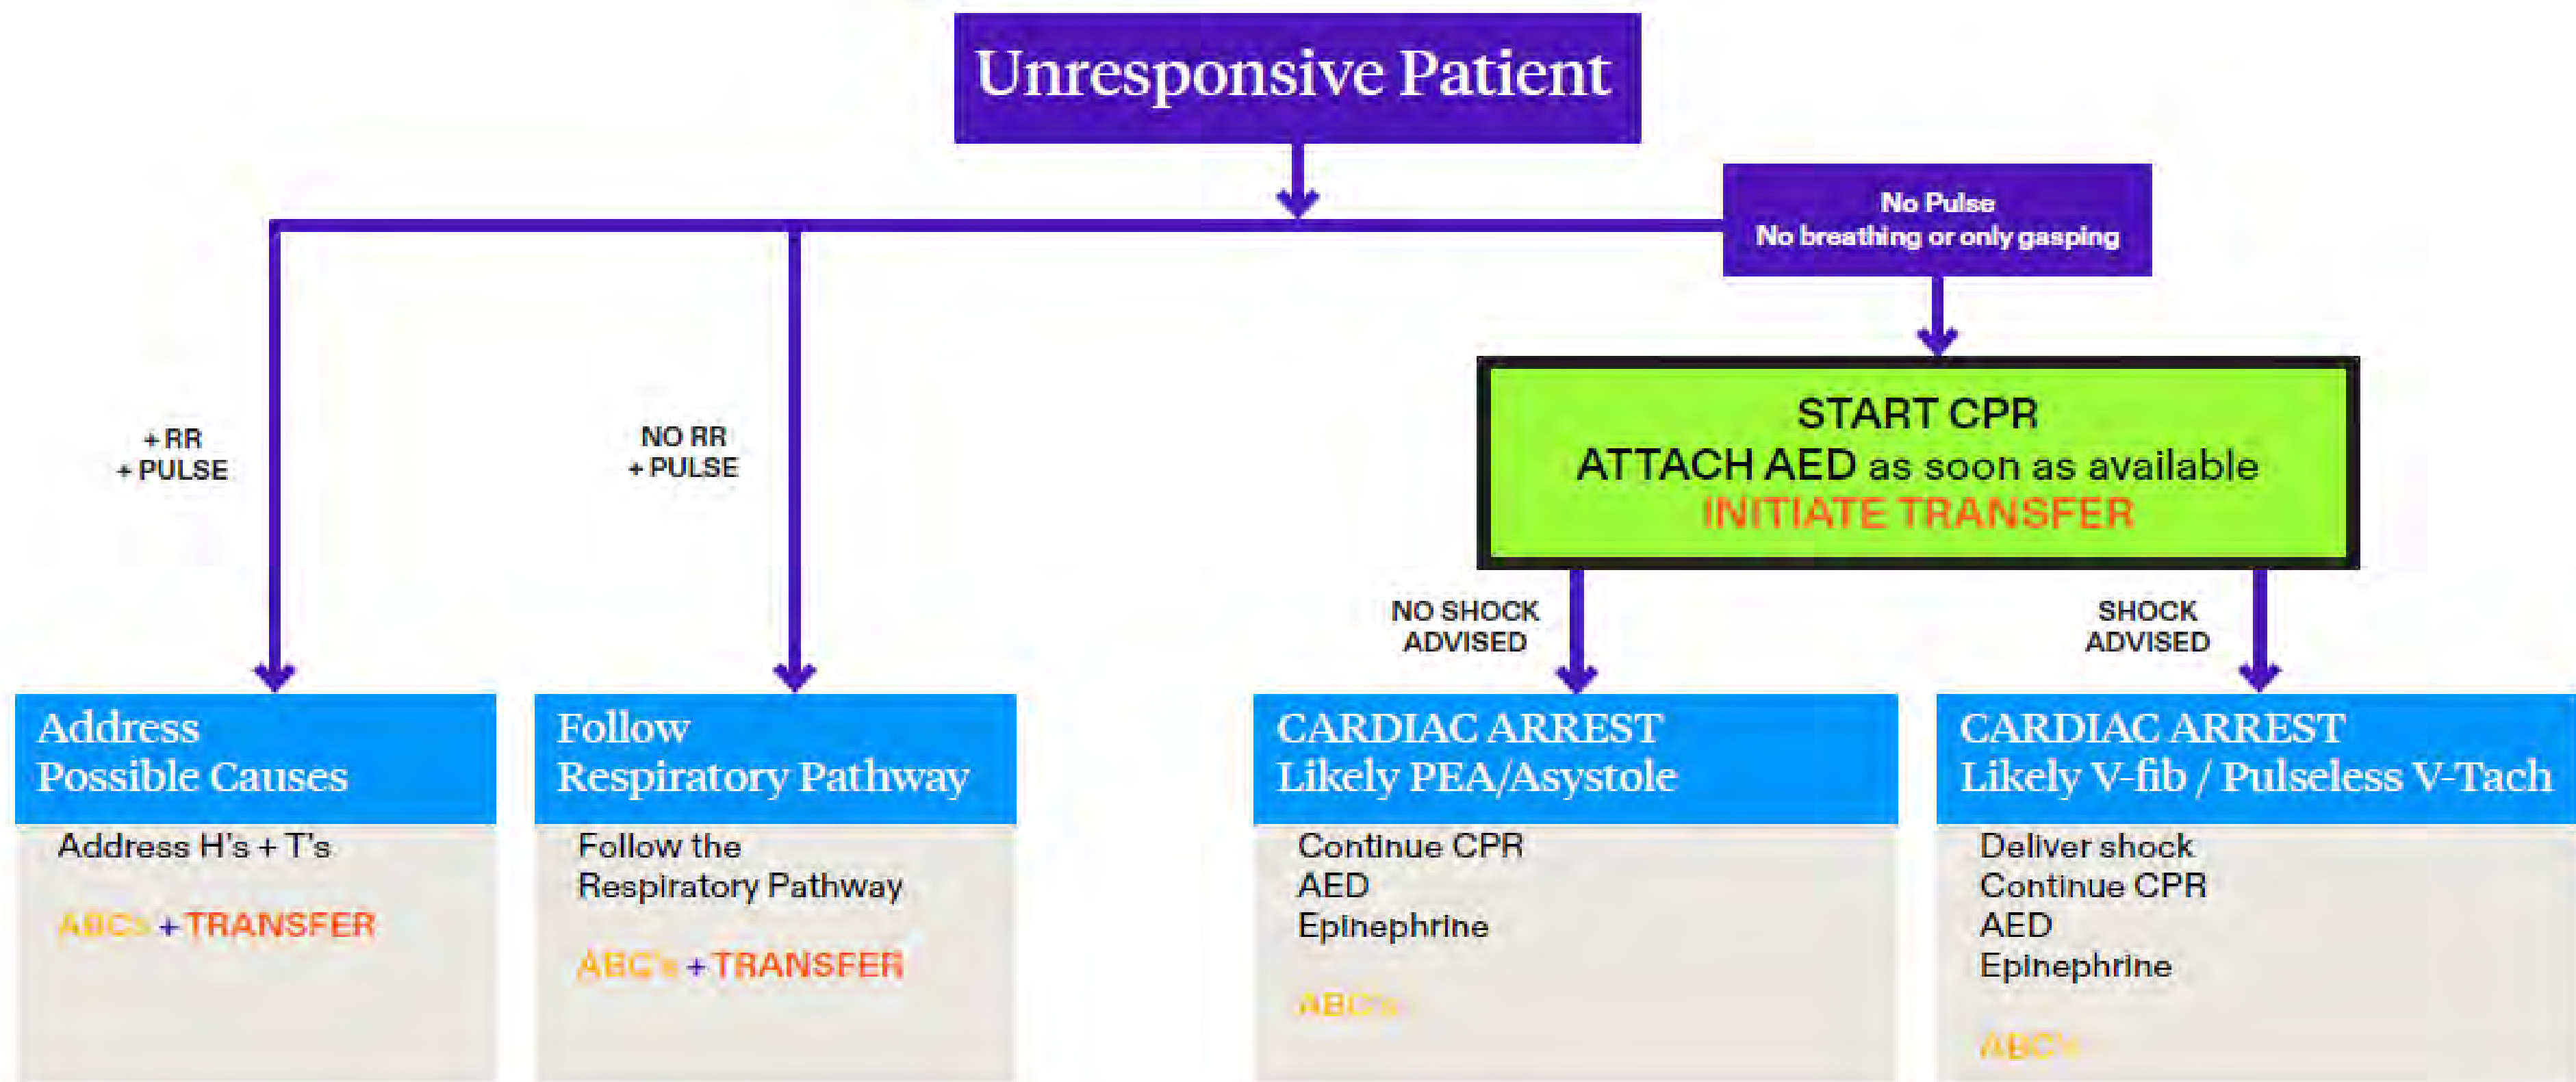 Unresponsive Patient
No Pulse
No breathing or only gasping
START CPR
ATTACH AED as soon as available
INITIATE TRANSFER
+ RR
+ PULSE
NO RR
+ PULSE
NO SHOCK
ADVISED
SHOCK
ADVISED
Address
Possible Causes
Address H's + T's
ABC's + TRANSFER
Follow
Respiratory Pathway
Follow the
Respiratory Pathway
ABC's + TRANSFER
CARDIAC ARREST
Likely PEA/Asystole
Continue CPR
AED
Epinephrine
ABC's
CARDIAC ARREST
Likely V-fib / Pulseless V-Tach
Deliver shock
Continue CPR
AED
Epinephrine
ABC's